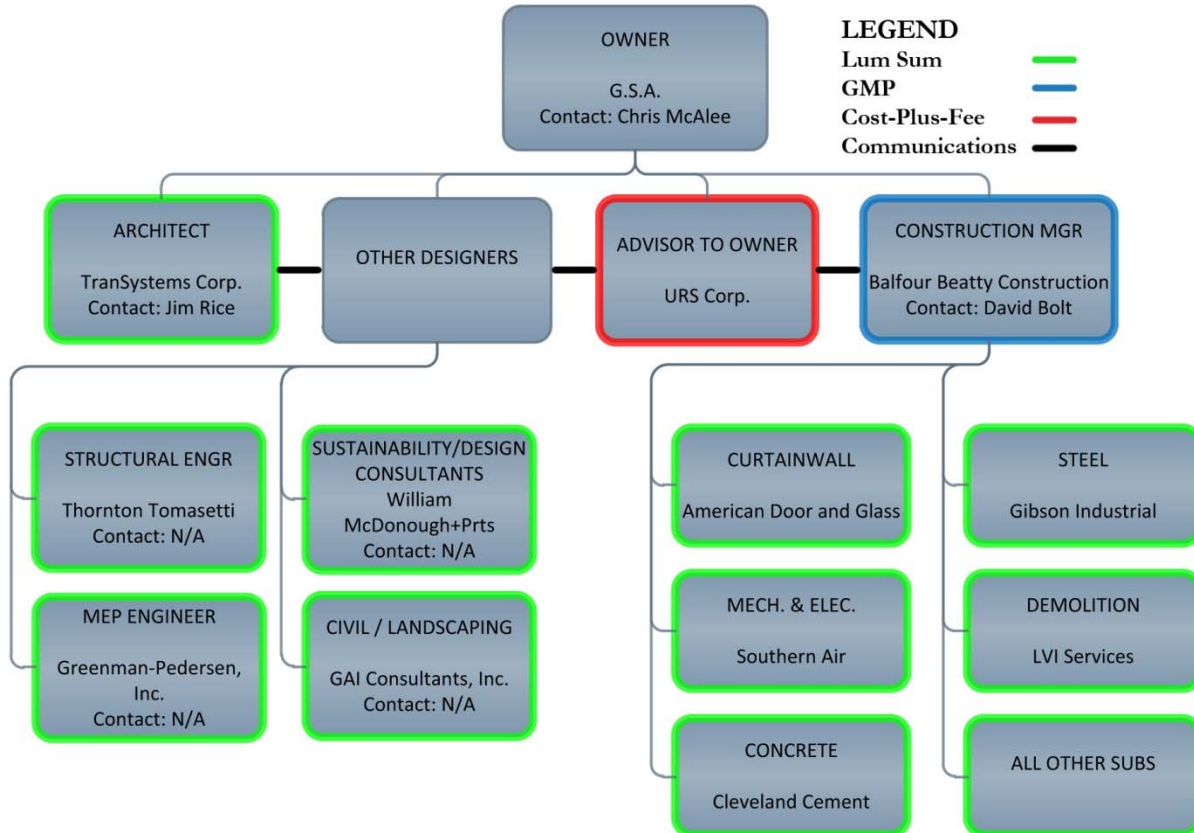 OWNER
G.S.A.
Contact: Chris McAlee
LEGEND
Lum Sum
GMP
Cost-Plus-Fee
Communications
ARCHITECT
TranSystems Corp.
Contact: Jim Rice
OTHER DESIGNERS
ADVISOR TO OWNER
URS Corp.
CONSTRUCTION MGR
Balfour Beatty Construction
Contact: David Bolt
STRUCTURAL ENGR
Thornton Tomasetti
Contact: N/A
SUSTAINABILITY/DESIGN
CONSULTANTS
William
McDonough+Prts
Contact: N/A
CURTAINWALL
American Door and Glass
STEEL
Gibson Industrial
MEP ENGINEER
Greenman-Pedersen,
Inc.
Contact: N/A
CIVIL / LANDSCAPING
GAI Consultants, Inc.
Contact: N/A
MECH. & ELEC.
Southern Air
DEMOLITION
LVI Services
CONCRETE
Cleveland Cement
ALL OTHER SUBS